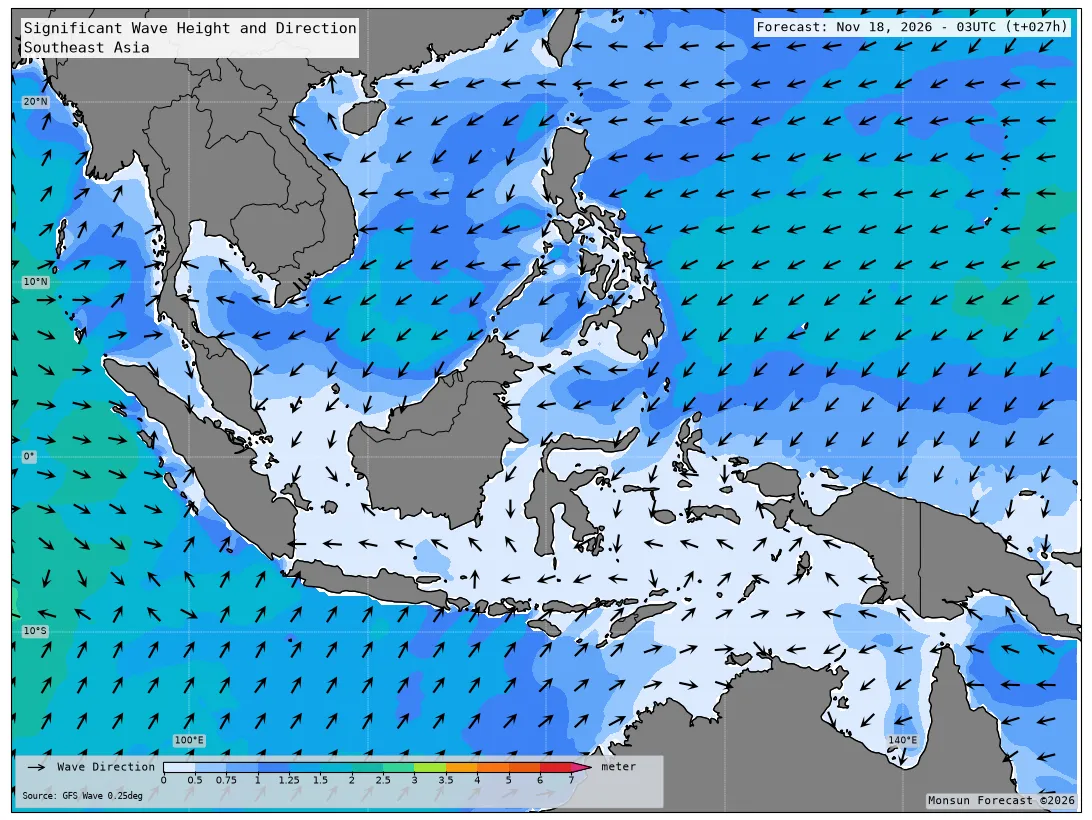 Significant Wave Height and Direction
Southeast Asia
Forecast: Nov 18, 2026 - 03UTC (t+027h)
20°N
10°N
0°
10°S
100°E
140°E
Wave Direction
meter
0 0.5 0.75 1 1.25 1.5 2 2.5 3 3.5 4 5 6 7
Source: GFS Wave 0.25deg
Monsun Forecast ©2026